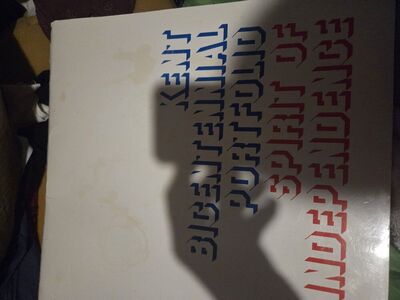 KENT
BICENTENNIAL
PORTFOLIO
SPIRIT OF
INDEPENDENCE